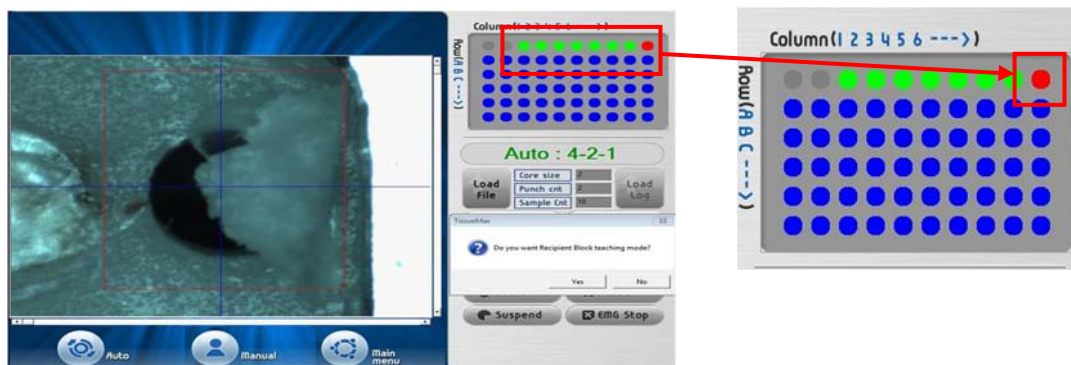 Column(1 2 3 4 5 6 --->)
Row(A B C --->)
Auto : 4-2-1
Load File
Core size 2
Punch cnt 2
Sample Cnt 10
Load Log
TissueMax
Do you want Recipient Block teaching mode?
Yes No
Suspend
EMG Stop
Auto
Manual
Main menu
Column(1 2 3 4 5 6 --->)
Row(A B C --->)